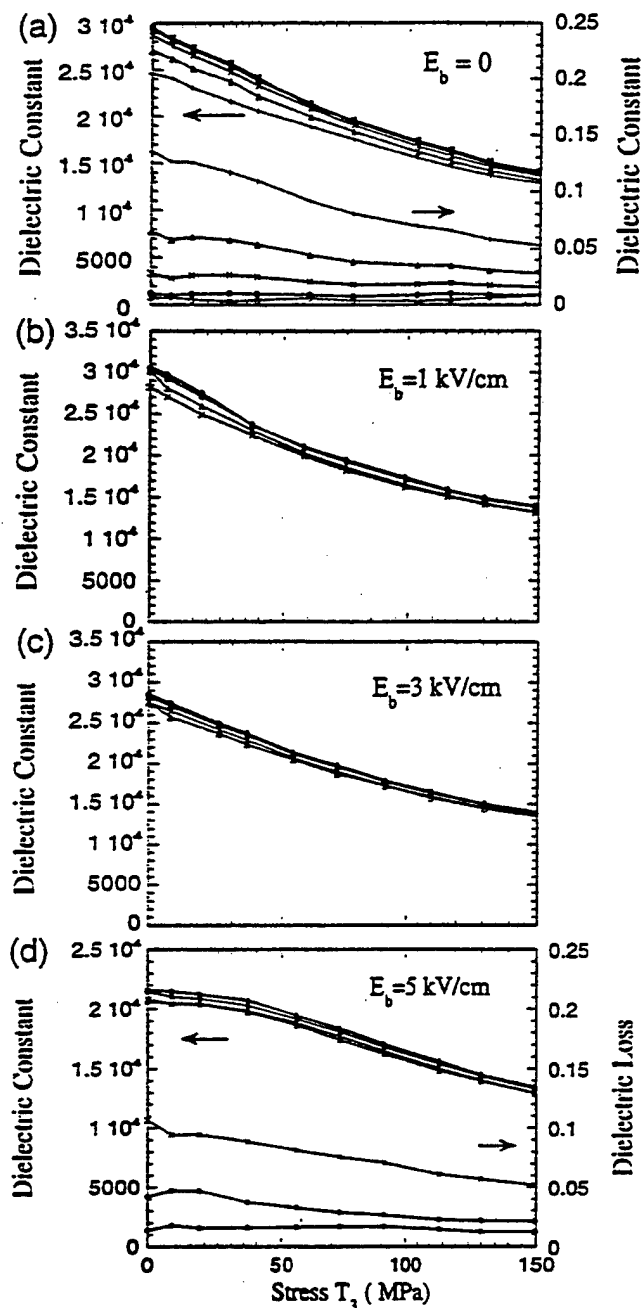 (a)
3 10⁴
2.5 10⁴
2 10⁴
1.5 10⁴
1 10⁴
5000
0
Dielectric Constant
E_b = 0
0.25
0.2
0.15
0.1
0.05
0
Dielectric Constant
(b)
3.5 10⁴
3 10⁴
2.5 10⁴
2 10⁴
1.5 10⁴
1 10⁴
5000
0
Dielectric Constant
E_b=1 kV/cm
(c)
3.5 10⁴
3 10⁴
2.5 10⁴
2 10⁴
1.5 10⁴
1 10⁴
5000
0
Dielectric Constant
E_b=3 kV/cm
(d)
2.5 10⁴
2 10⁴
1.5 10⁴
1 10⁴
5000
0
Dielectric Constant
E_b=5 kV/cm
0.25
0.2
0.15
0.1
0.05
0
Dielectric Loss
0 50 100 150
Stress T₃ ( MPa)